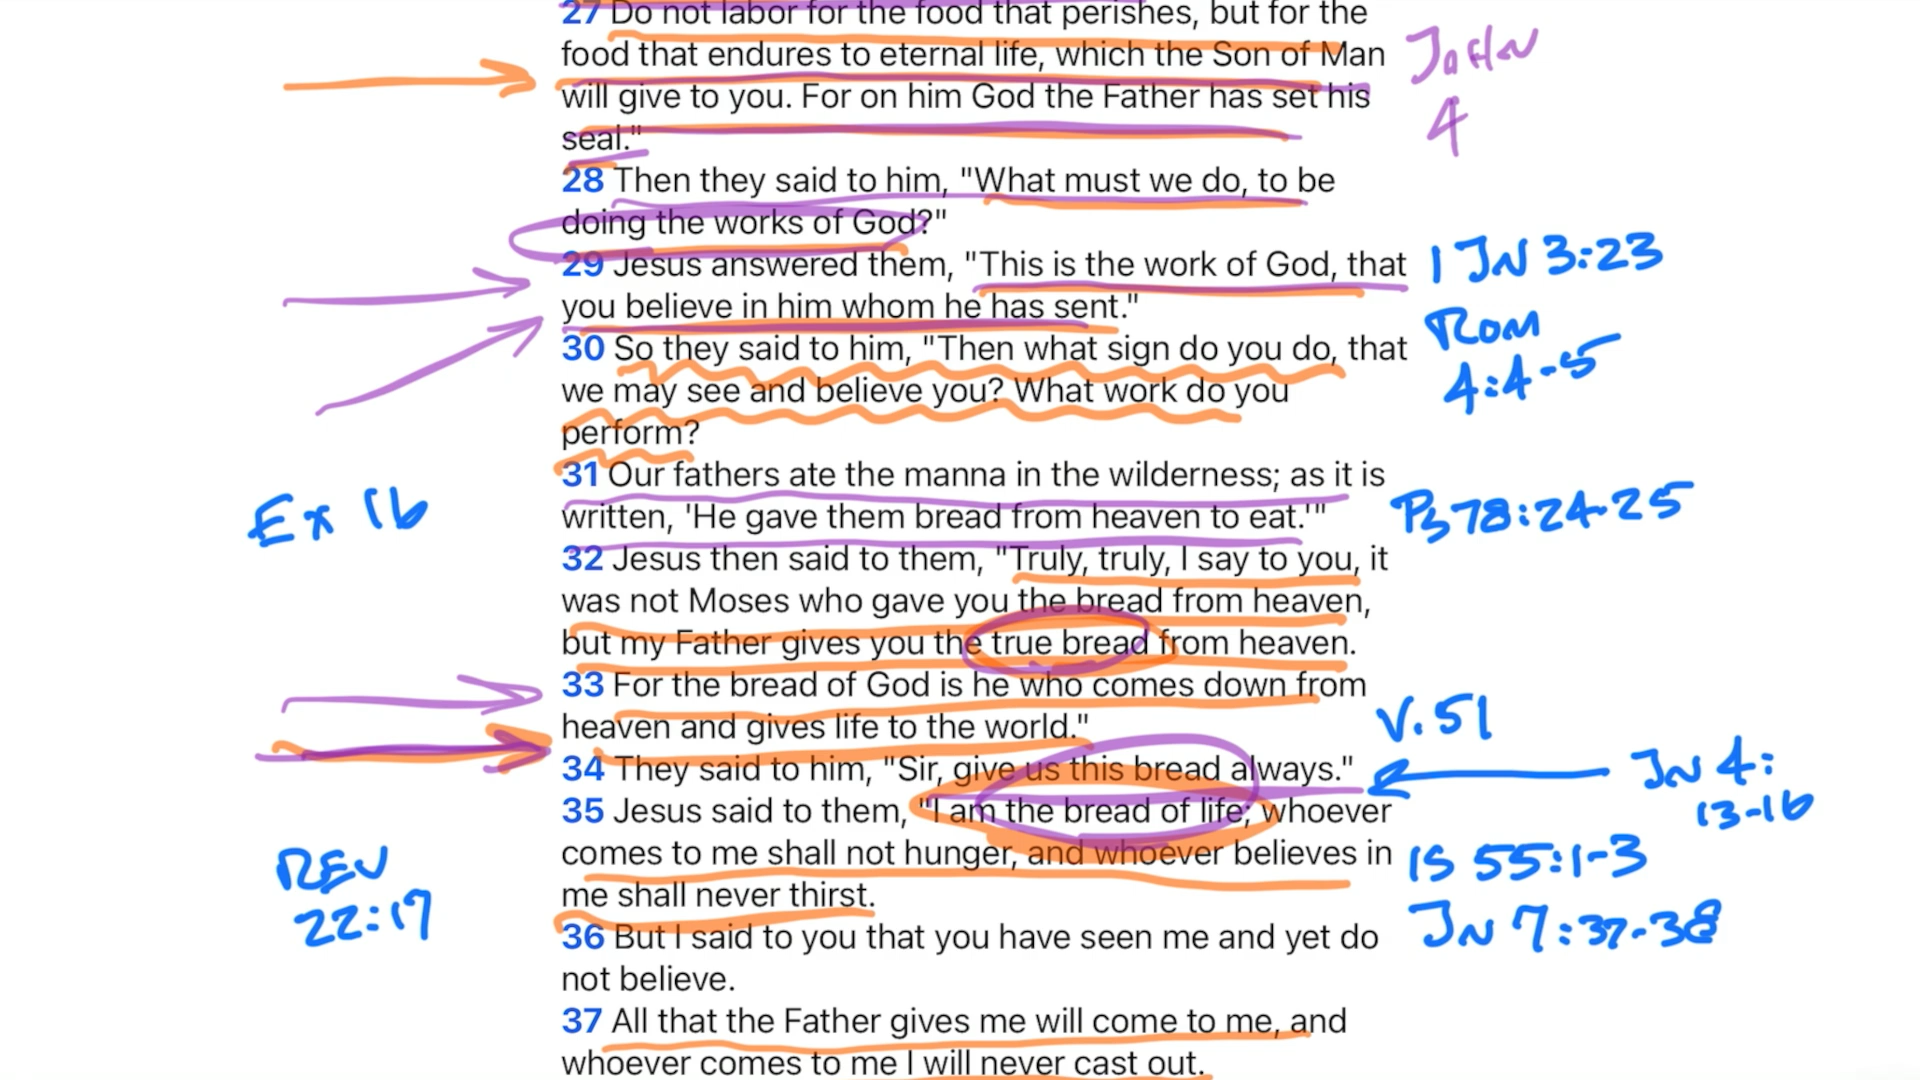 27 Do not labor for the food that perishes, but for the
food that endures to eternal life, which the Son of Man
will give to you. For on him God the Father has set his
seal."
JOHN
4
28 Then they said to him, "What must we do, to be
doing the works of God?"
29 Jesus answered them, "This is the work of God, that
you believe in him whom he has sent."
1 JN 3:23
30 So they said to him, "Then what sign do you do, that
we may see and believe you? What work do you
perform?
ROM
4:4-5
31 Our fathers ate the manna in the wilderness; as it is
written, 'He gave them bread from heaven to eat.'"
Ex 16
Ps 78:24-25
32 Jesus then said to them, "Truly, truly, I say to you, it
was not Moses who gave you the bread from heaven,
but my Father gives you the true bread from heaven.
33 For the bread of God is he who comes down from
heaven and gives life to the world."
V. 51
34 They said to him, "Sir, give us this bread always."
JN 4:
13-16
35 Jesus said to them, "I am the bread of life; whoever
comes to me shall not hunger, and whoever believes in
me shall never thirst.
REV
22:17
IS 55:1-3
JN 7:37-38
36 But I said to you that you have seen me and yet do
not believe.
37 All that the Father gives me will come to me, and
whoever comes to me I will never cast out.